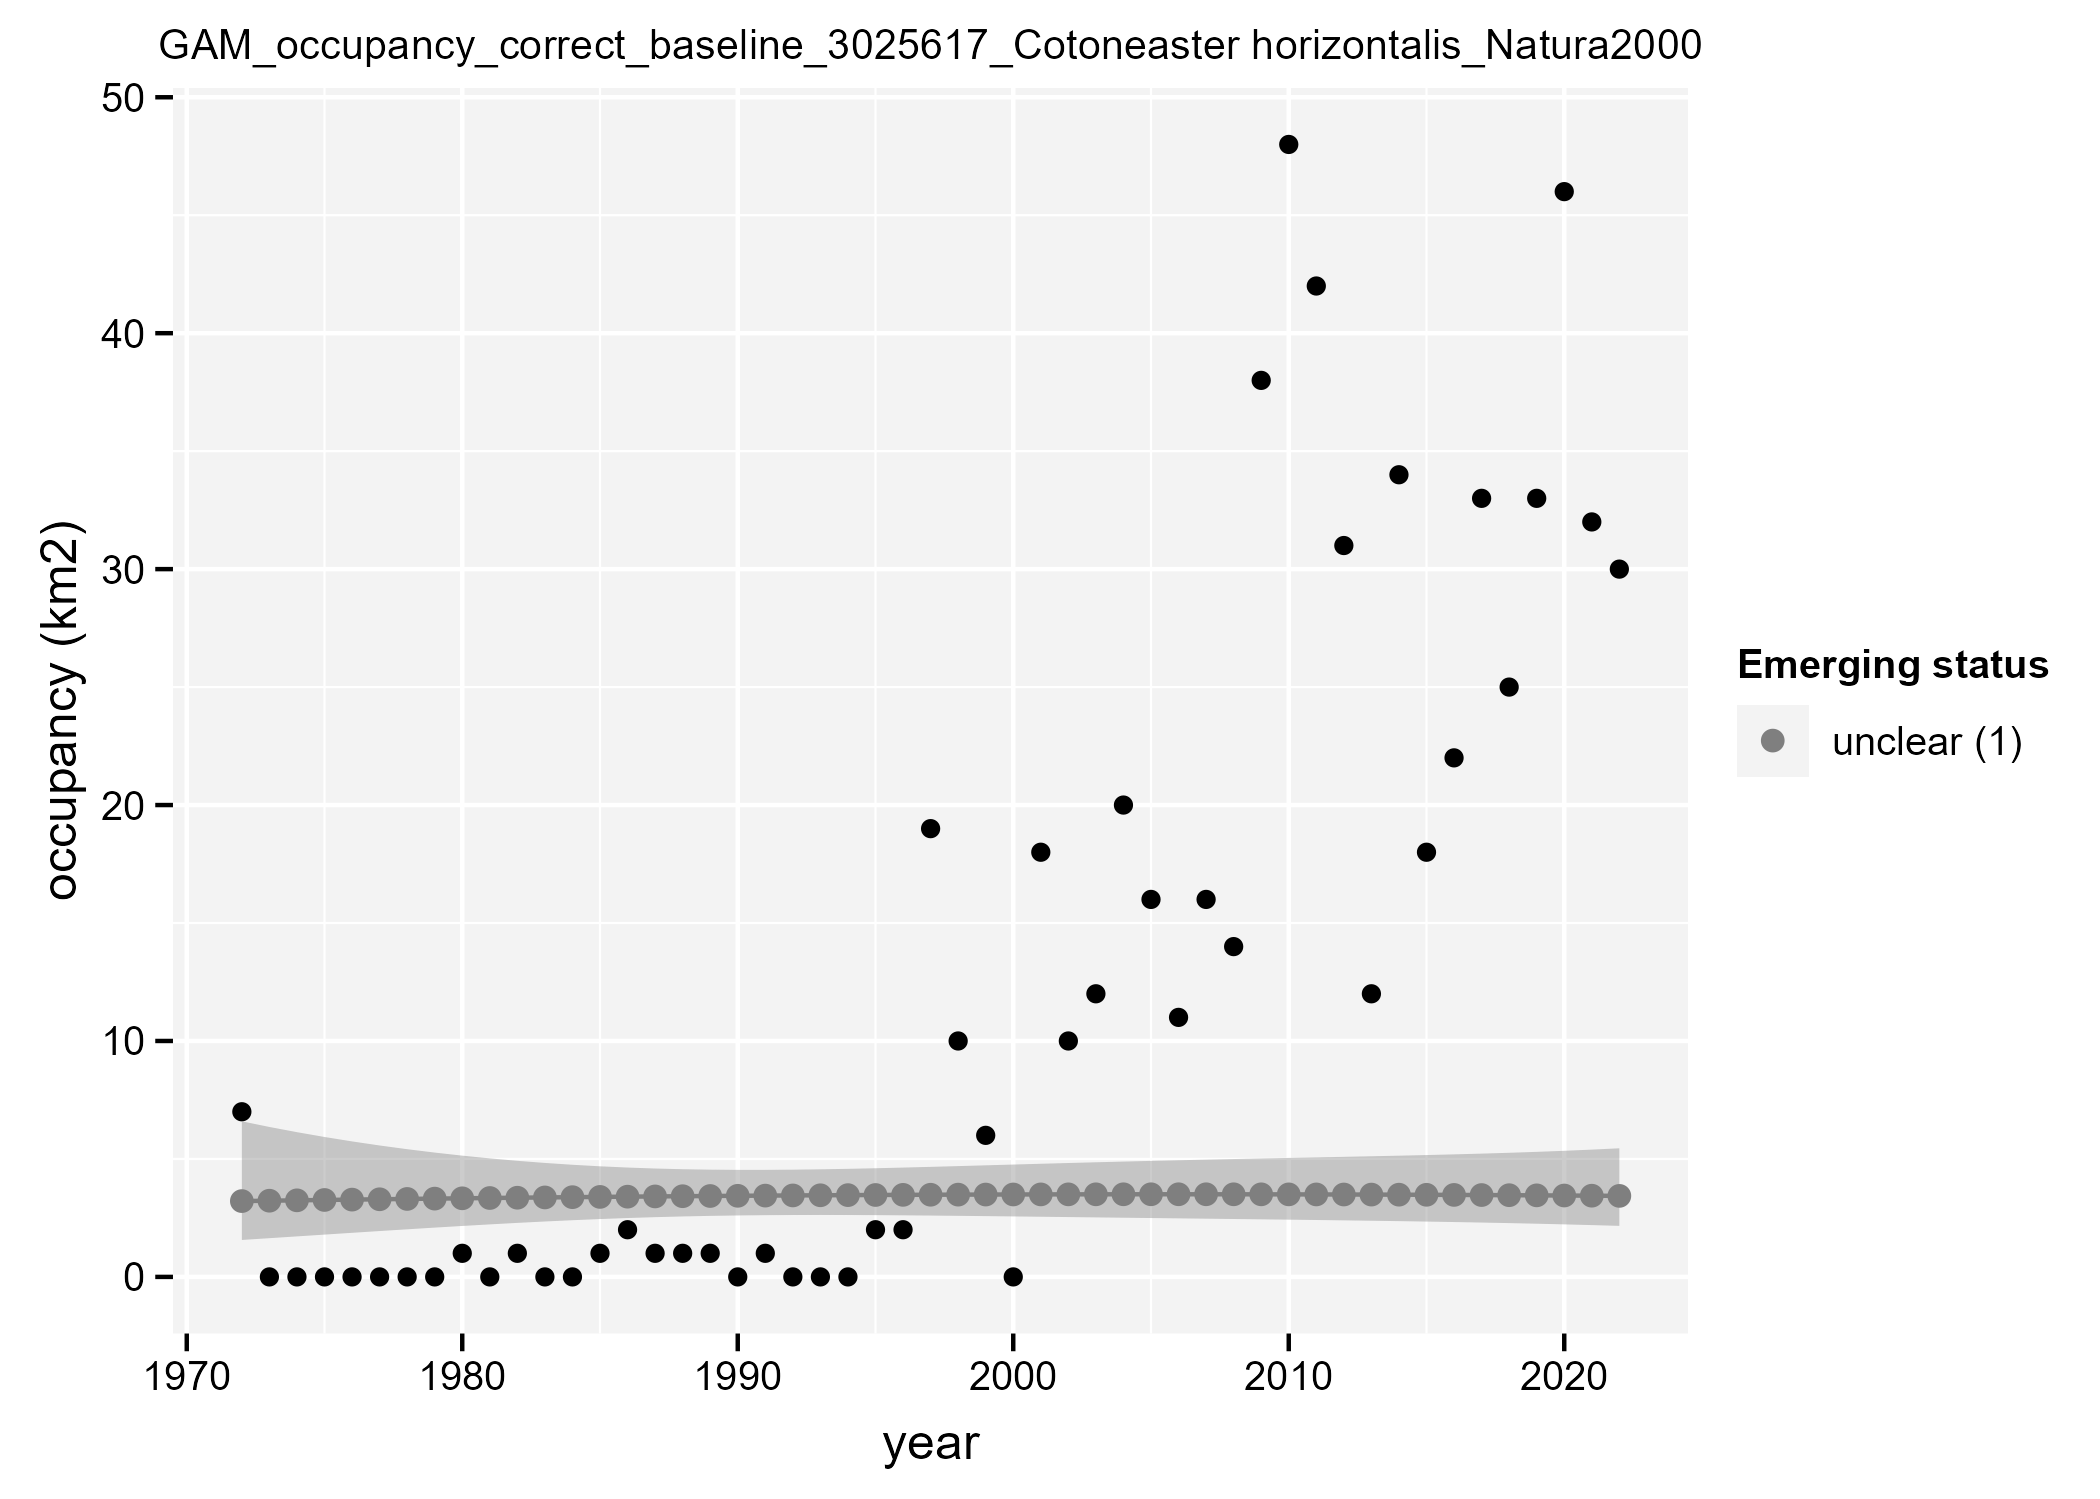 GAM_occupancy_correct_baseline_3025617_Cotoneaster horizontalis_Natura2000
50
40
30
20
10
0
occupancy (km2)
1970 1980 1990 2000 2010 2020
year
Emerging status
unclear (1)